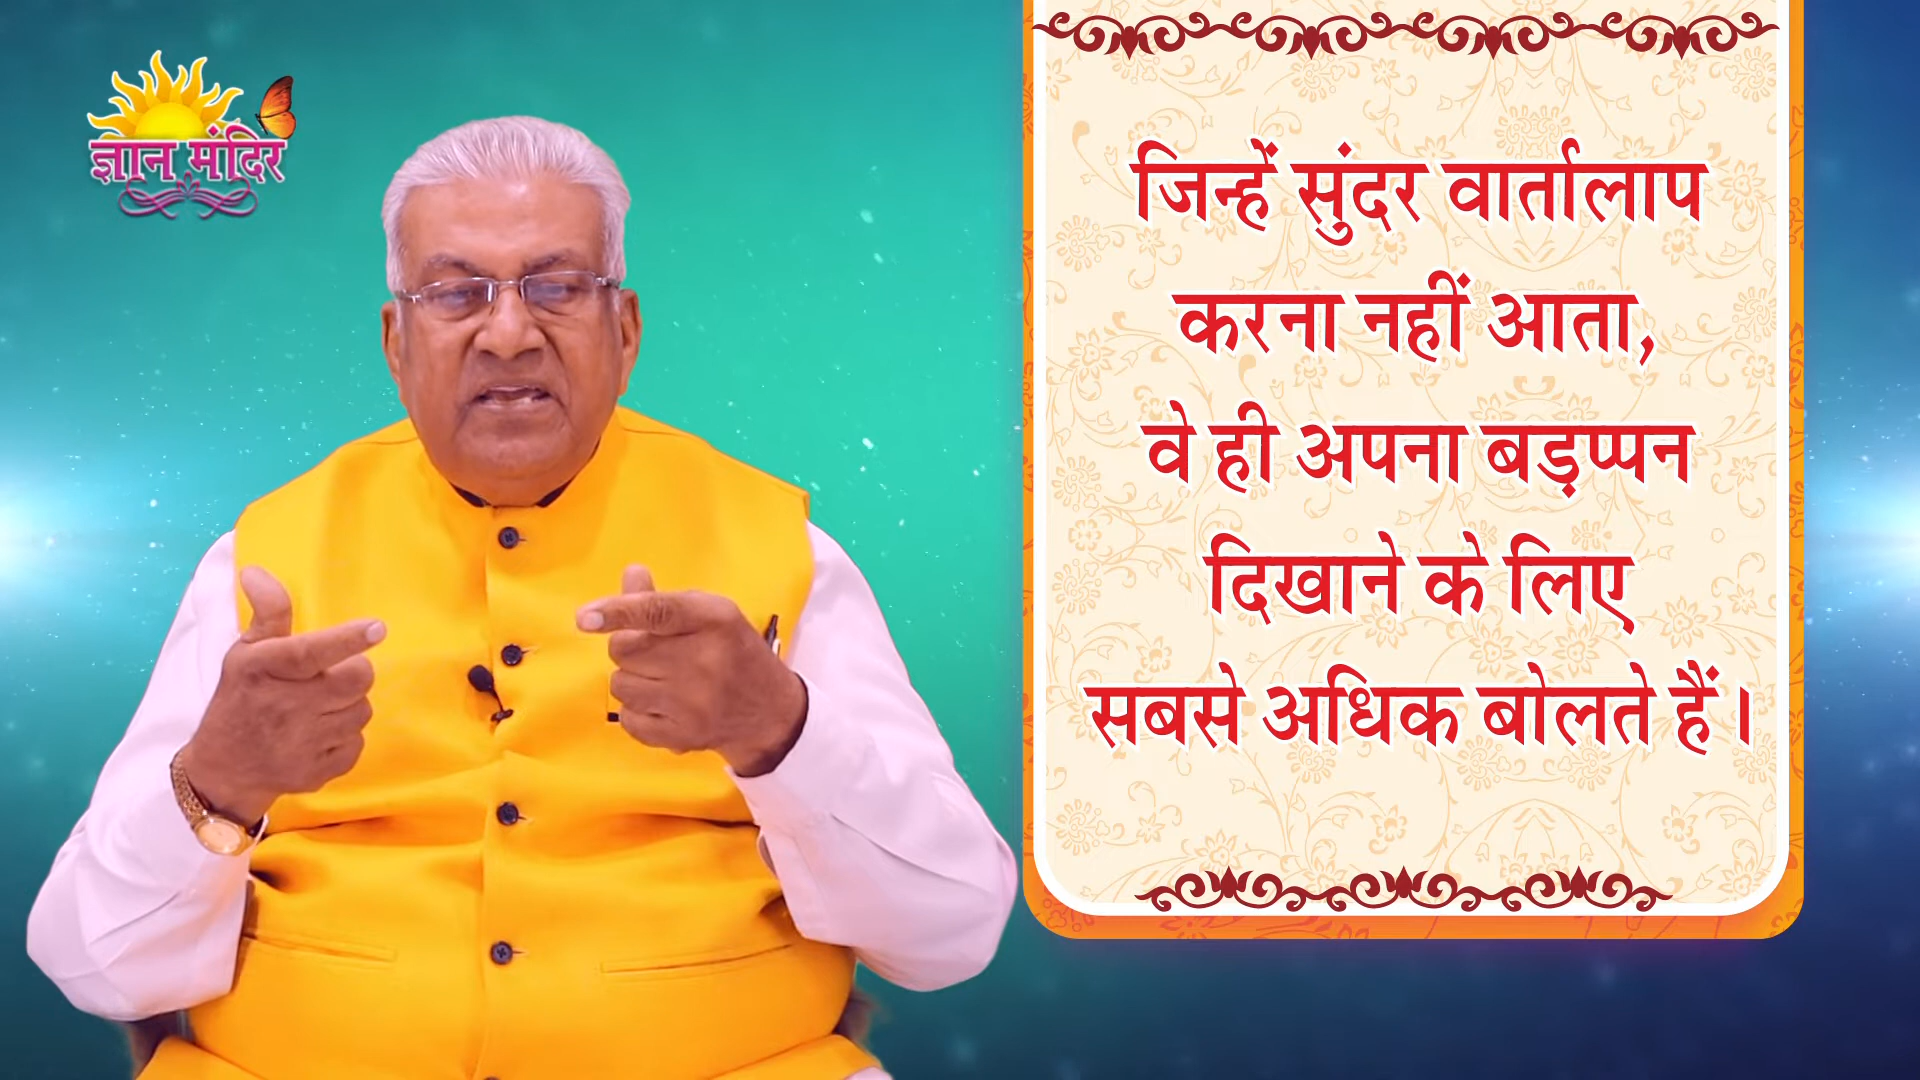 ज्ञान मंदिर
जिन्हें सुंदर वार्तालाप
करना नहीं आता,
वे ही अपना बड़प्पन
दिखाने के लिए
सबसे अधिक बोलते हैं।